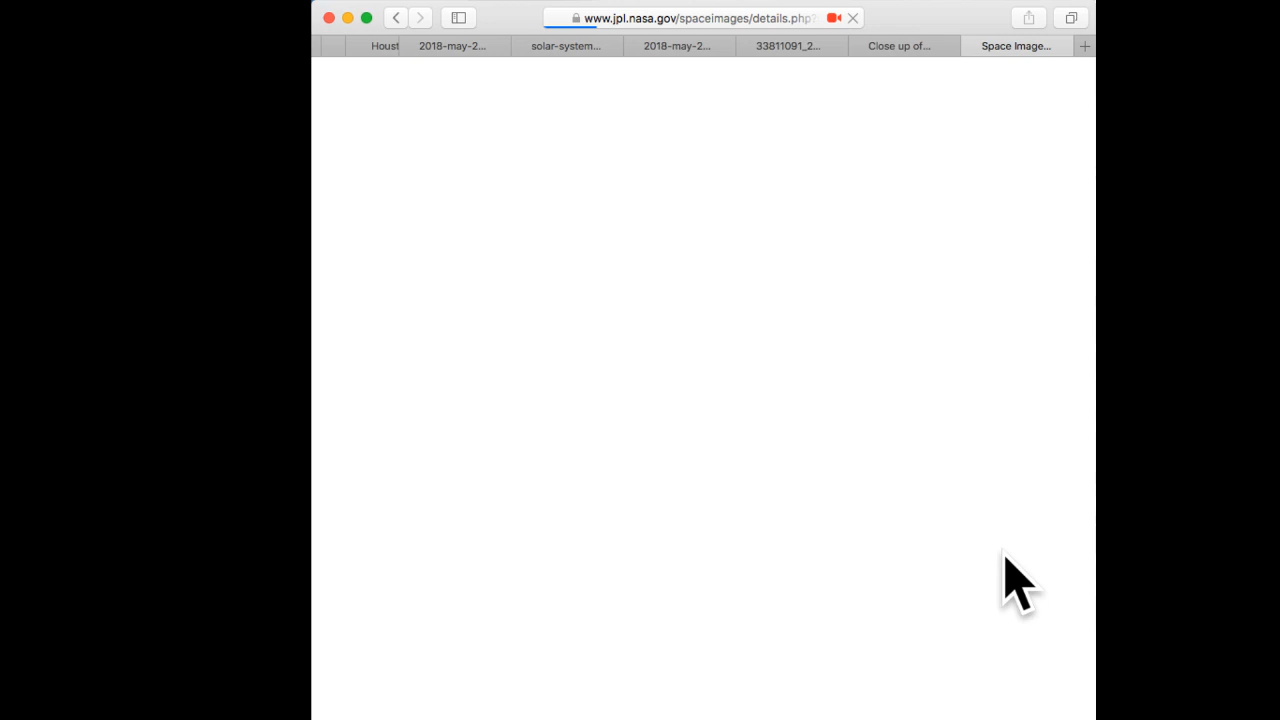 www.jpl.nasa.gov/spaceimages/details.php?
Houst 2018-may-2... solar-system... 2018-may-2... 33811091_2... Close up of... Space Image...